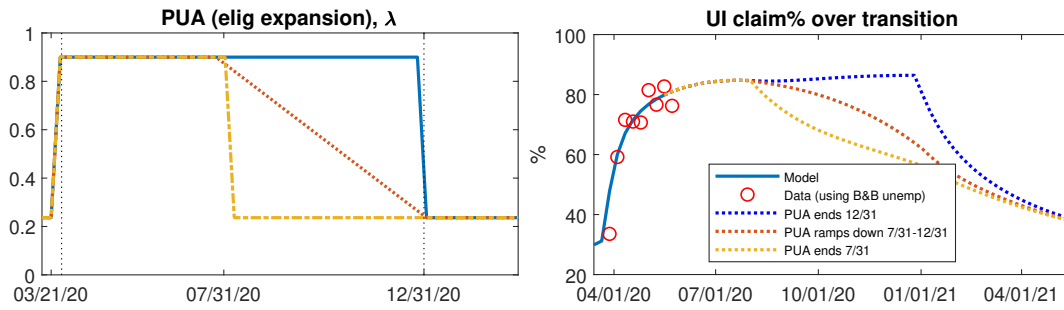 PUA (elig expansion), λ
1
0.8
0.6
0.4
0.2
0
03/21/20 07/31/20 12/31/20
UI claim% over transition
%
100
80
60
40
20
Model
Data (using B&B unemp)
PUA ends 12/31
PUA ramps down 7/31-12/31
PUA ends 7/31
04/01/20 07/01/20 10/01/20 01/01/21 04/01/21